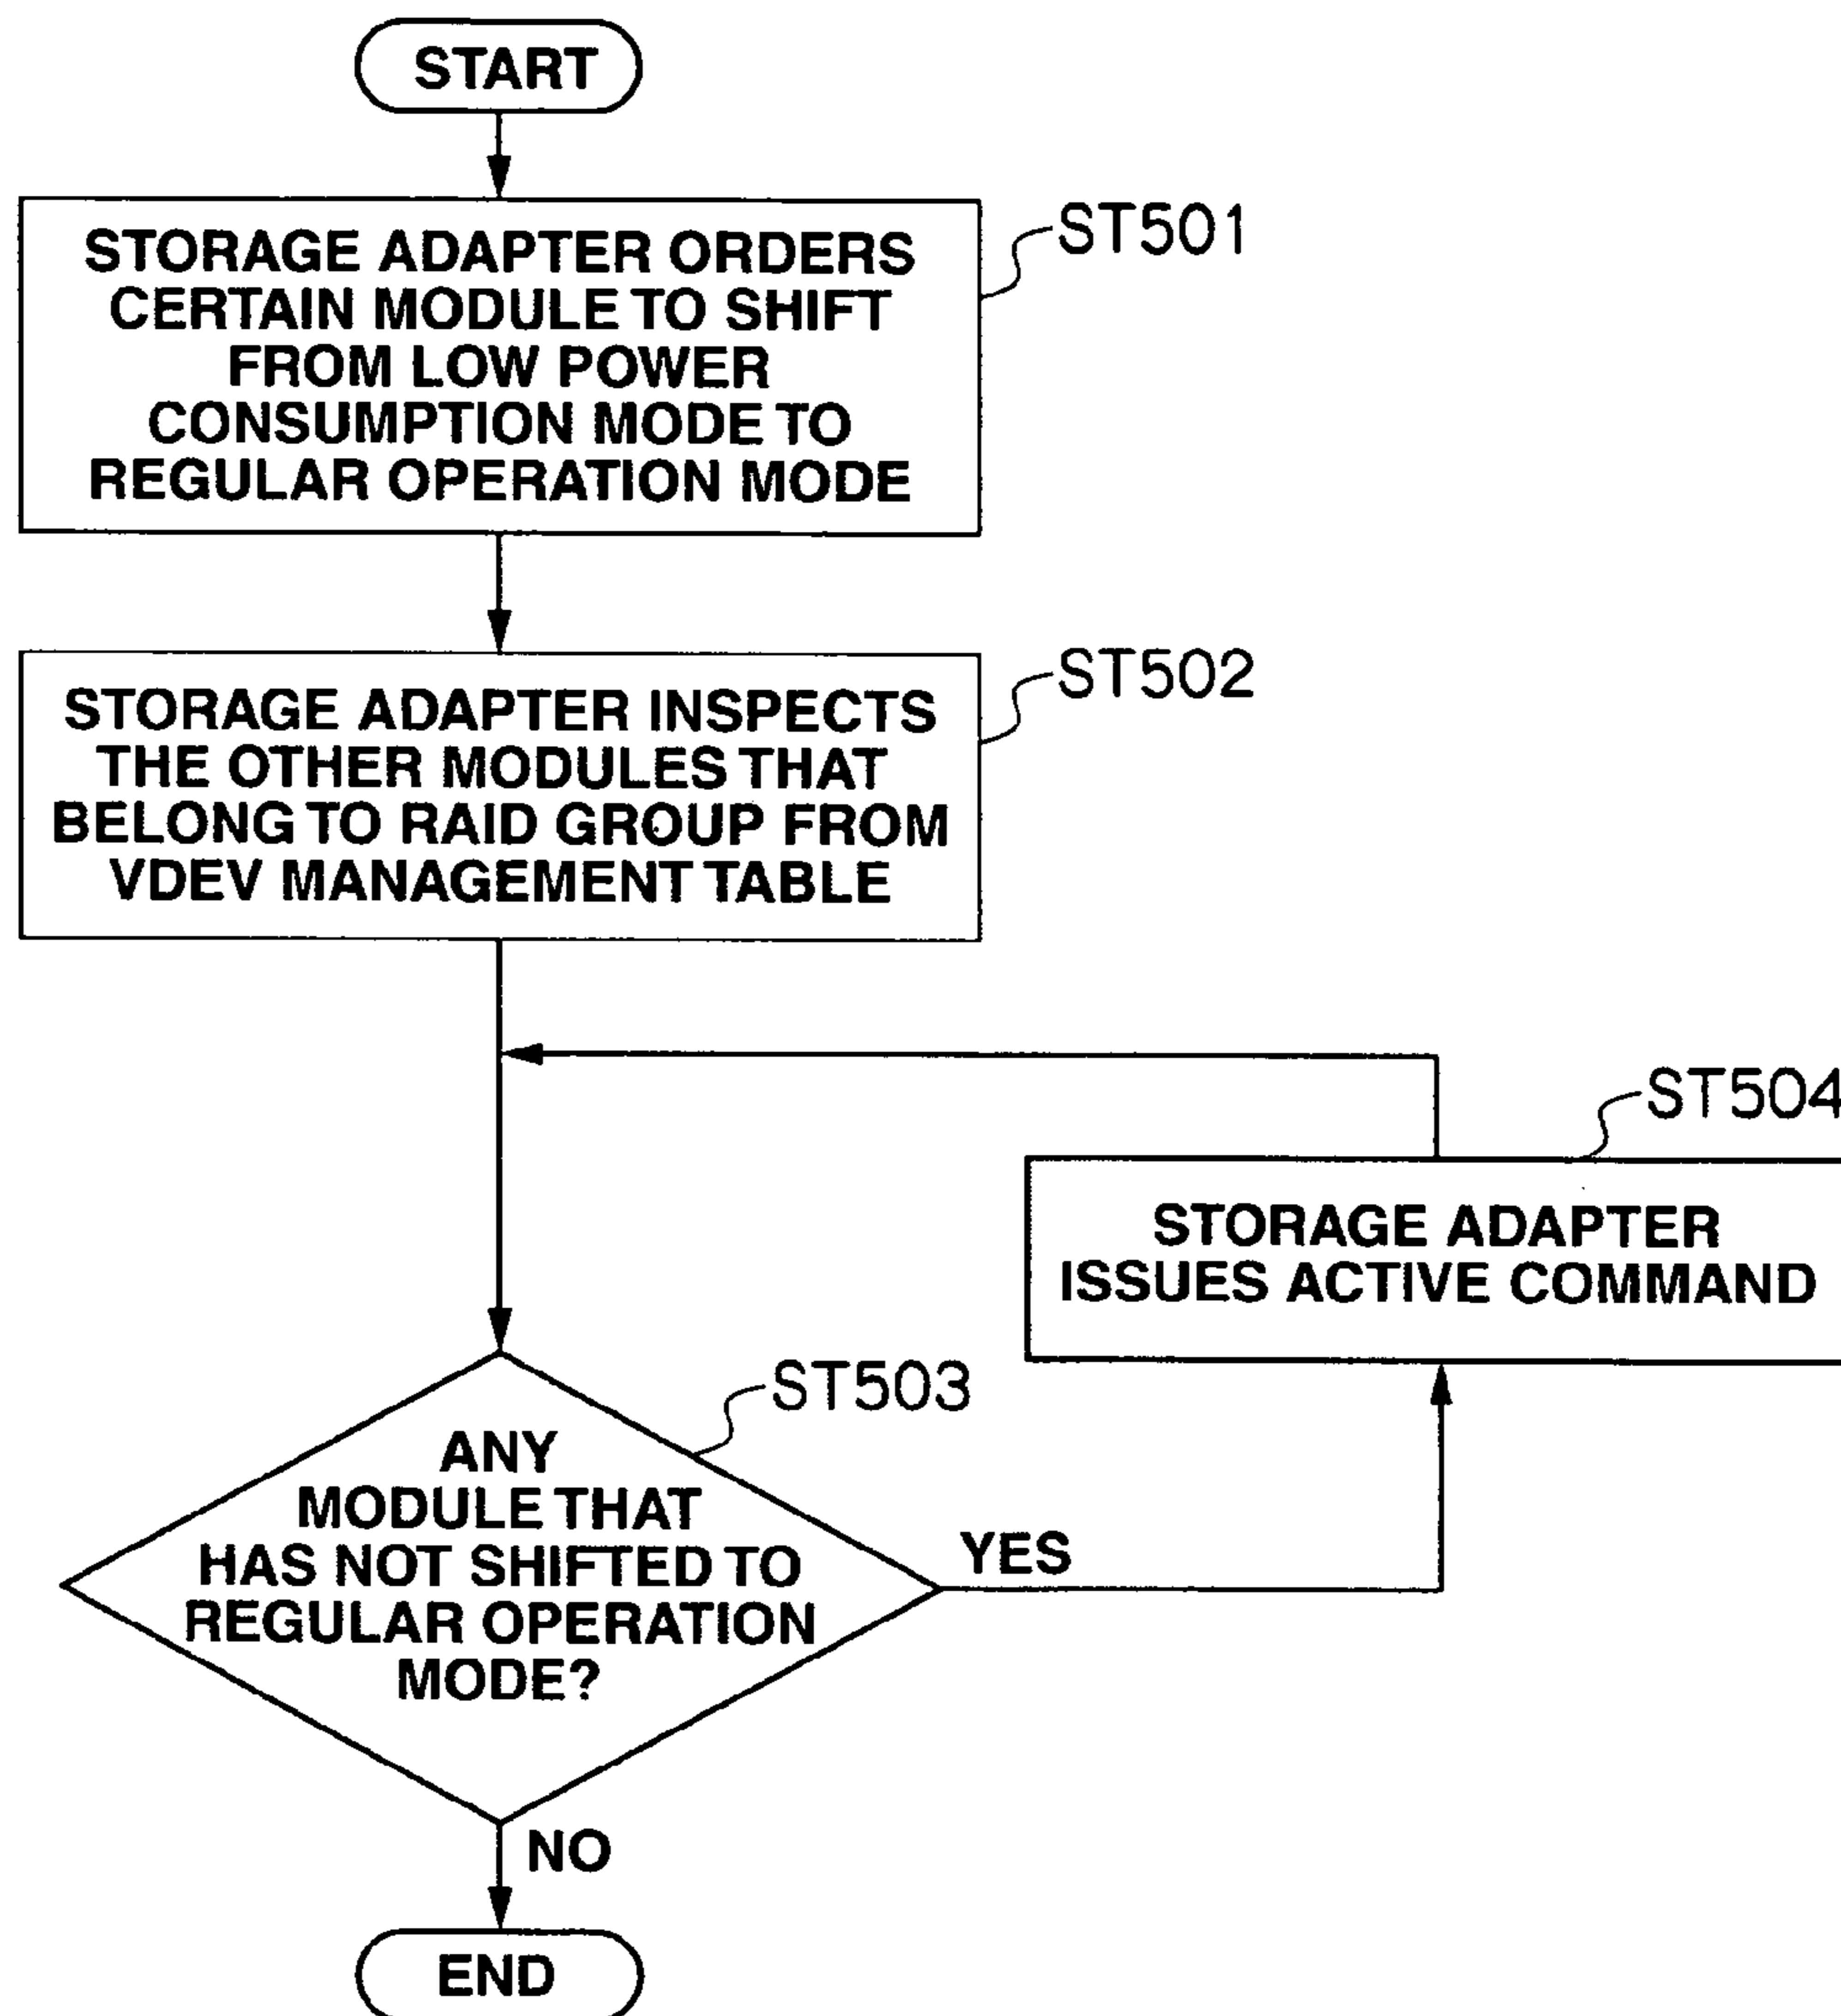 START
ST501
STORAGE ADAPTER ORDERS
CERTAIN MODULE TO SHIFT
FROM LOW POWER
CONSUMPTION MODE TO
REGULAR OPERATION MODE
ST502
STORAGE ADAPTER INSPECTS
THE OTHER MODULES THAT
BELONG TO RAID GROUP FROM
VDEV MANAGEMENT TABLE
ST504
STORAGE ADAPTER
ISSUES ACTIVE COMMAND
ST503
ANY
MODULE THAT
HAS NOT SHIFTED TO
REGULAR OPERATION
MODE?
YES
NO
END